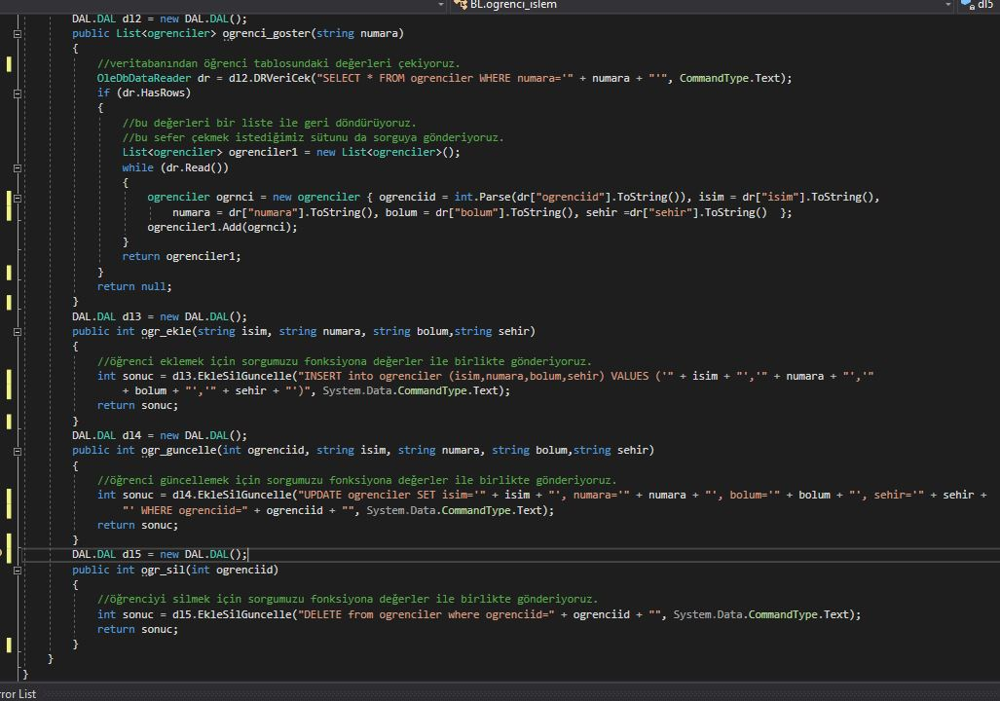 BL.ogrenci_islem dl5
DAL.DAL dl2 = new DAL.DAL();
public List<ogrenciler> ogrenci_goster(string numara)
{
//veritabanından öğrenci tablosundaki değerleri çekiyoruz.
OleDbDataReader dr = dl2.DRVeriCek("SELECT * FROM ogrenciler WHERE numara='" + numara + "'", CommandType.Text);
if (dr.HasRows)
{
//bu değerleri bir liste ile geri döndürüyoruz.
//bu sefer çekmek istediğimiz sütunu da sorguya gönderiyoruz.
List<ogrenciler> ogrenciler1 = new List<ogrenciler>();
while (dr.Read())
{
ogrenciler ogrnci = new ogrenciler { ogrenciid = int.Parse(dr["ogrenciid"].ToString()), isim = dr["isim"].ToString(),
numara = dr["numara"].ToString(), bolum = dr["bolum"].ToString(), sehir =dr["sehir"].ToString()  };
ogrenciler1.Add(ogrnci);
}
return ogrenciler1;
}
return null;
}
DAL.DAL dl3 = new DAL.DAL();
public int ogr_ekle(string isim, string numara, string bolum,string sehir)
{
//öğrenci eklemek için sorgumuzu fonksiyona değerler ile birlikte gönderiyoruz.
int sonuc = dl3.EkleSilGuncelle("INSERT into ogrenciler (isim,numara,bolum,sehir) VALUES ('" + isim + "','" + numara + "','"
+ bolum + "','" + sehir + "')", System.Data.CommandType.Text);
return sonuc;
}
DAL.DAL dl4 = new DAL.DAL();
public int ogr_guncelle(int ogrenciid, string isim, string numara, string bolum,string sehir)
{
//öğrenci güncellemek için sorgumuzu fonksiyona değerler ile birlikte gönderiyoruz.
int sonuc = dl4.EkleSilGuncelle("UPDATE ogrenciler SET isim='" + isim + "', numara='" + numara + "', bolum='" + bolum + "', sehir='" + sehir +
"' WHERE ogrenciid=" + ogrenciid + "", System.Data.CommandType.Text);
return sonuc;
}
DAL.DAL dl5 = new DAL.DAL();
public int ogr_sil(int ogrenciid)
{
//öğrenciyi silmek için sorgumuzu fonksiyona değerler ile birlikte gönderiyoruz.
int sonuc = dl5.EkleSilGuncelle("DELETE from ogrenciler where ogrenciid=" + ogrenciid + "", System.Data.CommandType.Text);
return sonuc;
}
}
}
ror List